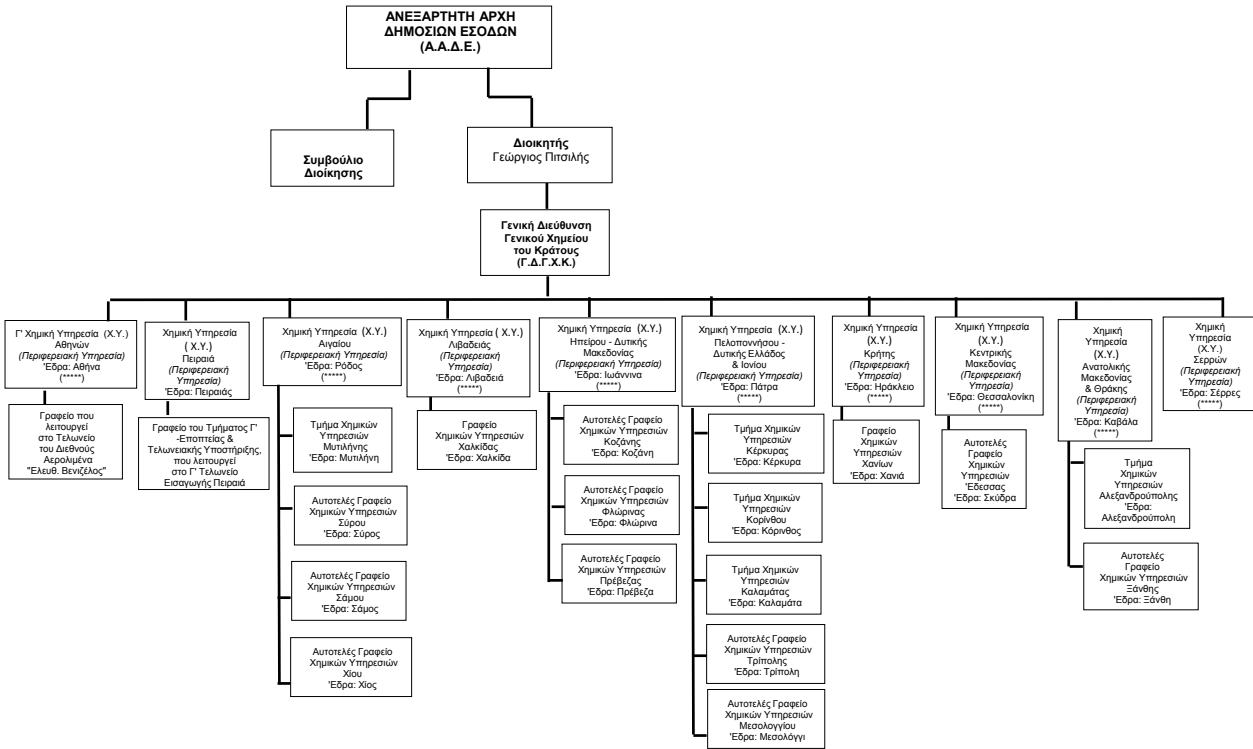 ΑΝΕΞΑΡΤΗΤΗ ΑΡΧΗ
ΔΗΜΟΣΙΩΝ ΕΣΟΔΩΝ
(Α.Α.Δ.Ε.)
Συμβούλιο
Διοίκησης
Διοικητής
Γεώργιος Πιτσιλής
Γενική Διεύθυνση
Γενικού Χημείου
του Κράτους
(Γ.Δ.Γ.Χ.Κ.)
Γ' Χημική Υπηρεσία (Χ.Υ.)
Αθηνών
(Περιφερειακή Υπηρεσία)
Έδρα: Αθήνα
(*****)
Γραφείο που
λειτουργεί
στο Τελωνείο
του Διεθνούς
Αερολιμένα
"Ελευθ. Βενιζέλος"
Χημική Υπηρεσία
( Χ.Υ.)
Πειραιά
(Περιφερειακή
Υπηρεσία)
Έδρα: Πειραιάς
Γραφείο του Τμήματος Γ'
-Εποπτείας &
Τελωνειακής Υποστήριξης,
που λειτουργεί
στο Γ' Τελωνείο
Εισαγωγής Πειραιά
Χημική Υπηρεσία (Χ.Υ.)
Αιγαίου
(Περιφερειακή Υπηρεσία)
Έδρα: Ρόδος
(*****)
Τμήμα Χημικών
Υπηρεσιών
Μυτιλήνης
Έδρα: Μυτιλήνη
Αυτοτελές Γραφείο
Χημικών Υπηρεσιών
Σύρου
Έδρα: Σύρος
Αυτοτελές Γραφείο
Χημικών Υπηρεσιών
Σάμου
Έδρα: Σάμος
Αυτοτελές Γραφείο
Χημικών Υπηρεσιών
Χίου
Έδρα: Χίος
Χημική Υπηρεσία ( Χ.Υ.)
Λιβαδειάς
(Περιφερειακή
Υπηρεσία)
Έδρα: Λιβαδειά
(*****)
Γραφείο
Χημικών Υπηρεσιών
Χαλκίδας
Έδρα: Χαλκίδα
Χημική Υπηρεσία (Χ.Υ.)
Ηπείρου - Δυτικής
Μακεδονίας
(Περιφερειακή Υπηρεσία)
Έδρα: Ιωάννινα
(*****)
Αυτοτελές Γραφείο
Χημικών Υπηρεσιών
Κοζάνης
Έδρα: Κοζάνη
Αυτοτελές Γραφείο
Χημικών Υπηρεσιών
Φλώρινας
Έδρα: Φλώρινα
Αυτοτελές Γραφείο
Χημικών Υπηρεσιών
Πρέβεζας
Έδρα: Πρέβεζα
Χημική Υπηρεσία (Χ.Υ.)
Πελοποννήσου -
Δυτικής Ελλάδος
& Ιονίου
(Περιφερειακή Υπηρεσία)
Έδρα: Πάτρα
(*****)
Τμήμα Χημικών
Υπηρεσιών
Κέρκυρας
Έδρα: Κέρκυρα
Τμήμα Χημικών
Υπηρεσιών
Κορίνθου
Έδρα: Κόρινθος
Τμήμα Χημικών
Υπηρεσιών
Καλαμάτας
Έδρα: Καλαμάτα
Αυτοτελές Γραφείο
Χημικών Υπηρεσιών
Τρίπολης
Έδρα: Τρίπολη
Αυτοτελές Γραφείο
Χημικών Υπηρεσιών
Μεσολογγίου
Έδρα: Μεσολόγγι
Χημική Υπηρεσία
(Χ.Υ.)
Κρήτης
(Περιφερειακή
Υπηρεσία)
Έδρα: Ηράκλειο
(*****)
Γραφείο
Χημικών
Υπηρεσιών
Χανίων
Έδρα: Χανιά
Χημική Υπηρεσία
(Χ.Υ.)
Κεντρικής
Μακεδονίας
(Περιφερειακή
Υπηρεσία)
Έδρα: Θεσσαλονίκη
(*****)
Αυτοτελές
Γραφείο
Χημικών
Υπηρεσιών
Έδεσσας
Έδρα: Σκύδρα
Χημική
Υπηρεσία
(Χ.Υ.)
Ανατολικής
Μακεδονίας
& Θράκης
(Περιφερειακή
Υπηρεσία)
Έδρα: Καβάλα
(*****)
Τμήμα
Χημικών
Υπηρεσιών
Αλεξανδρούπολης
Έδρα:
Αλεξανδρούπολη
Αυτοτελές
Γραφείο
Χημικών Υπηρεσιών
Ξάνθης
Έδρα: Ξάνθη
Χημική
Υπηρεσία
(Χ.Υ.)
Σερρών
(Περιφερειακή
Υπηρεσία)
Έδρα: Σέρρες
(*****)